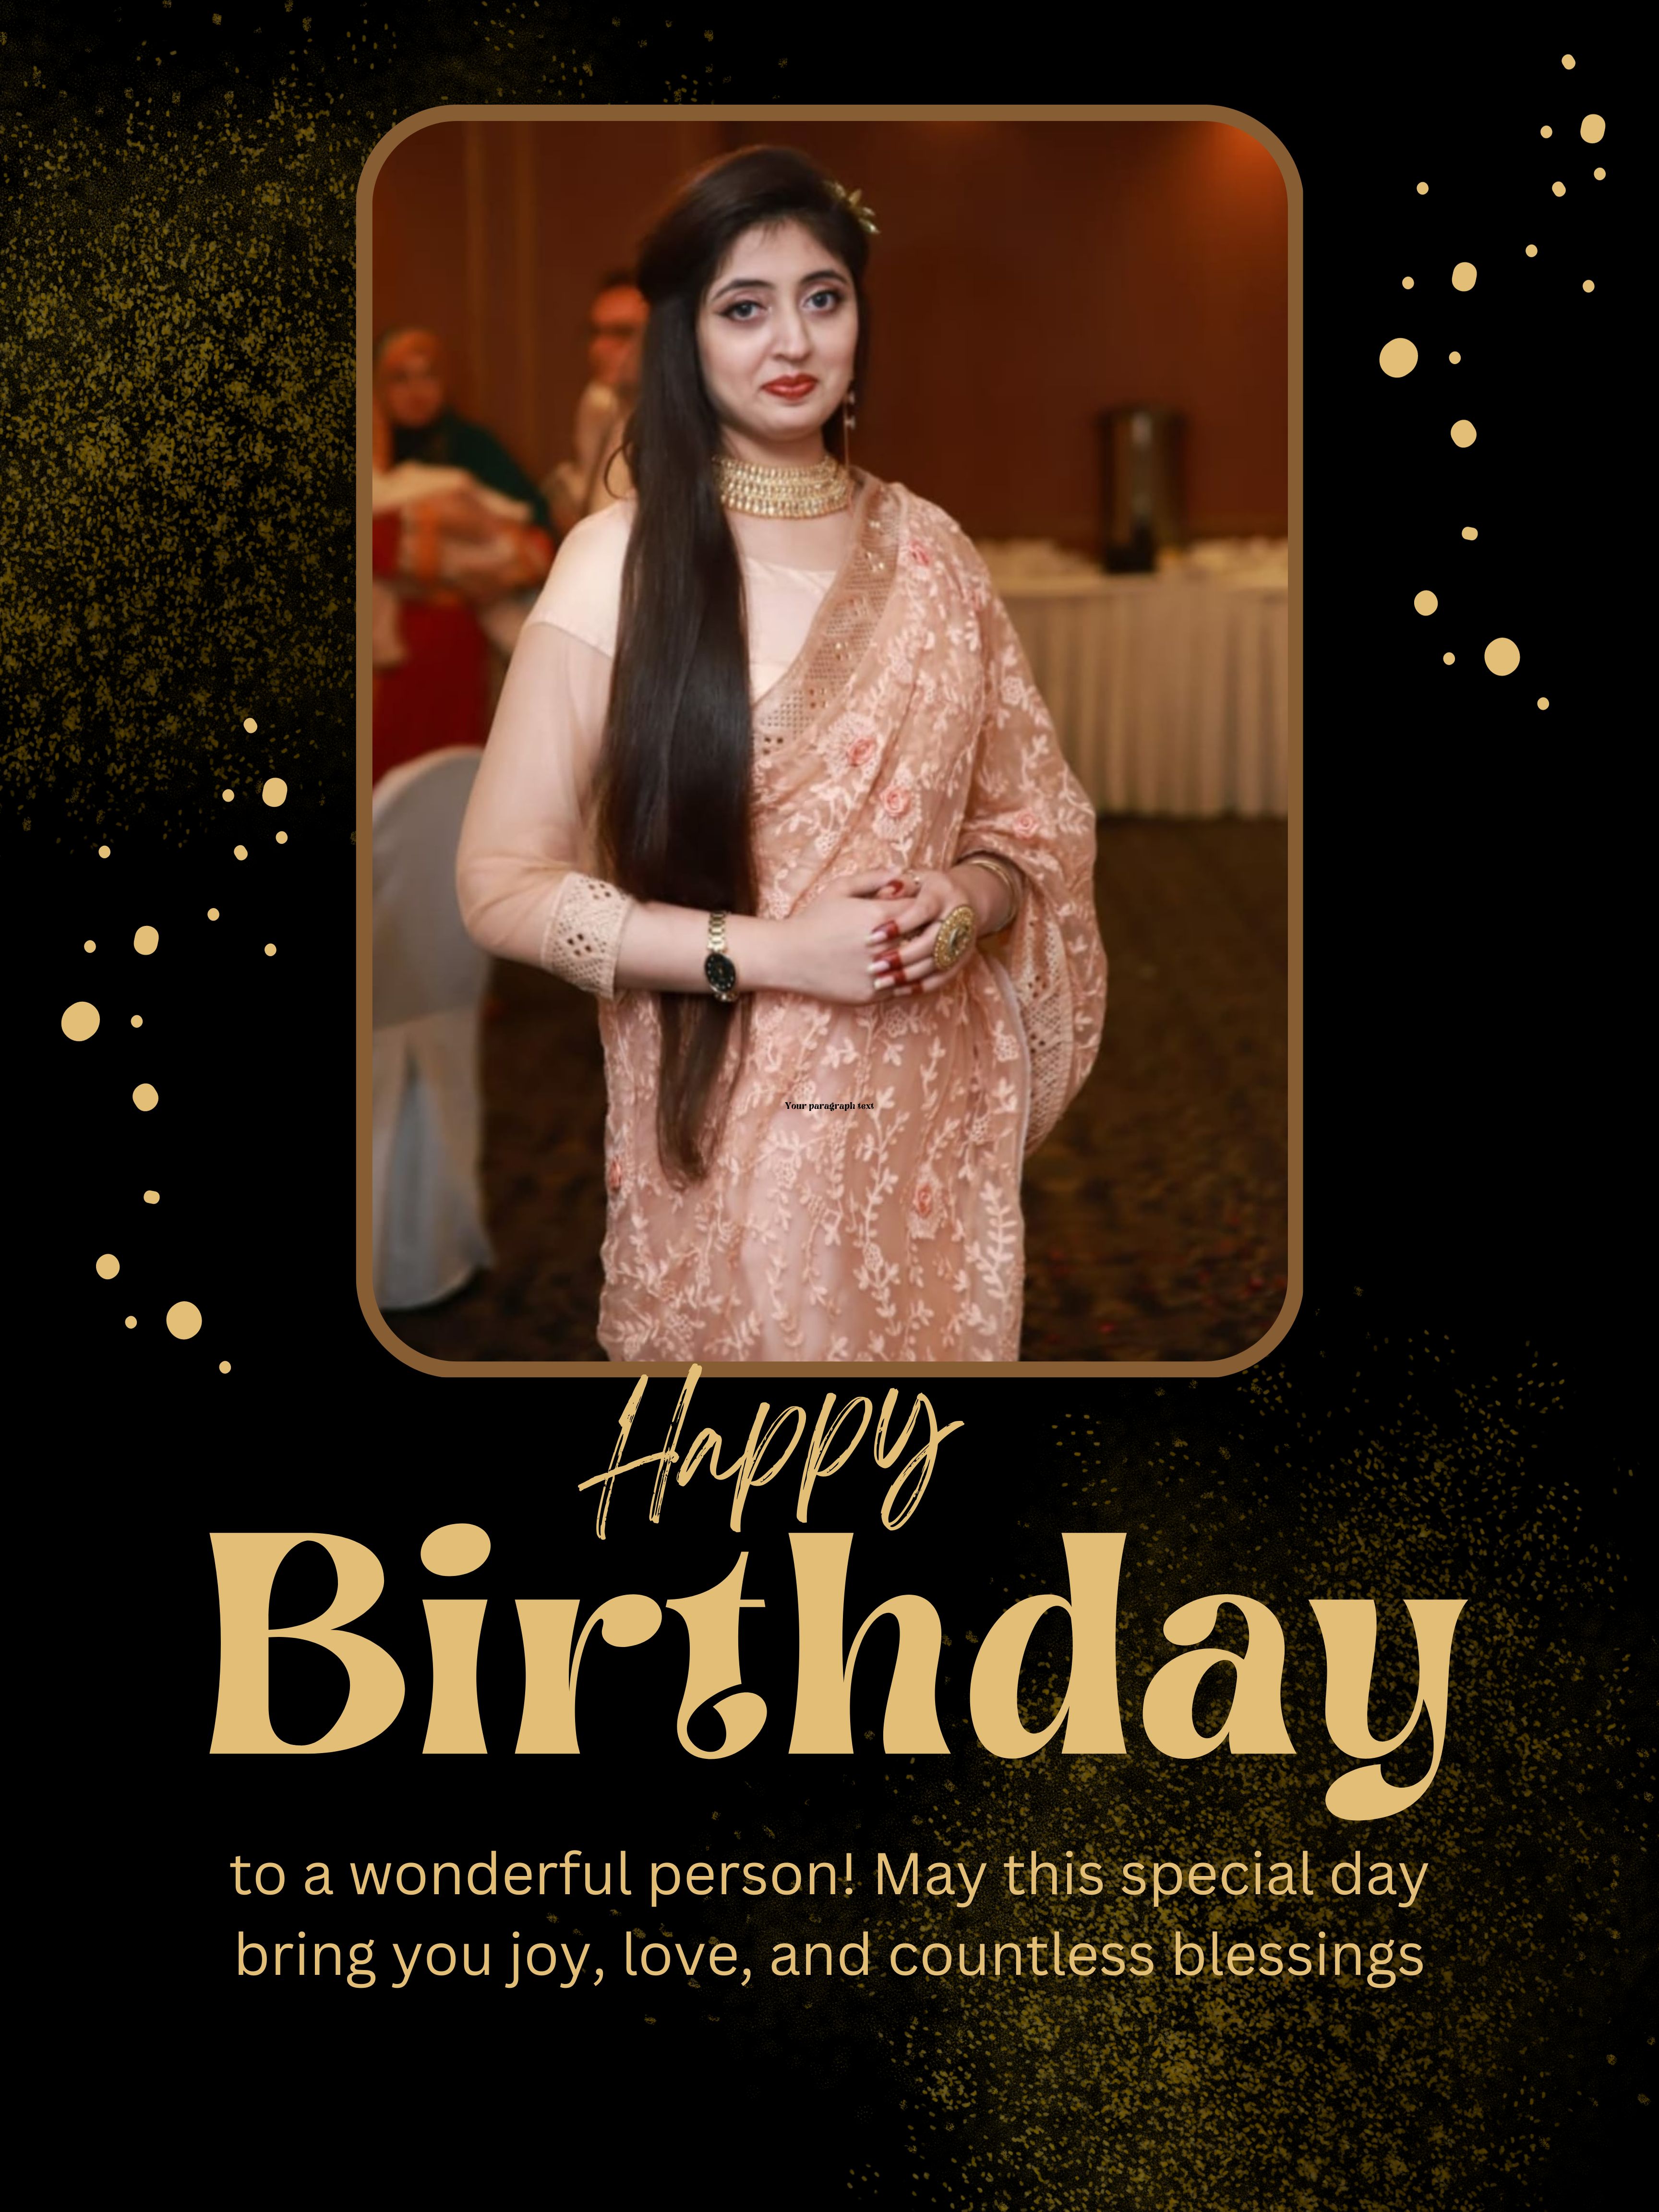 Your paragraph text
Happy
Birthday
to a wonderful person! May this special day
bring you joy, love, and countless blessings